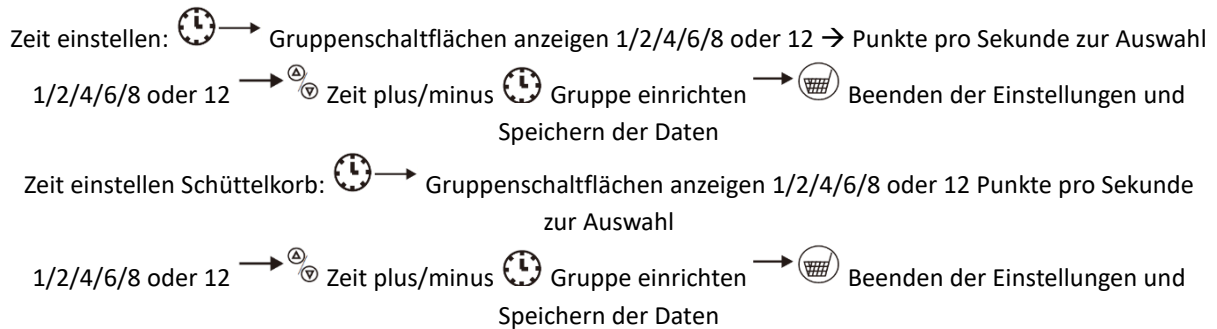 Zeit einstellen: → Gruppenschaltflächen anzeigen 1/2/4/6/8 oder 12 → Punkte pro Sekunde zur Auswahl
1/2/4/6/8 oder 12 → Zeit plus/minus Gruppe einrichten → Beenden der Einstellungen und
Speichern der Daten
Zeit einstellen Schüttelkorb: → Gruppenschaltflächen anzeigen 1/2/4/6/8 oder 12 Punkte pro Sekunde
zur Auswahl
1/2/4/6/8 oder 12 → Zeit plus/minus Gruppe einrichten → Beenden der Einstellungen und
Speichern der Daten